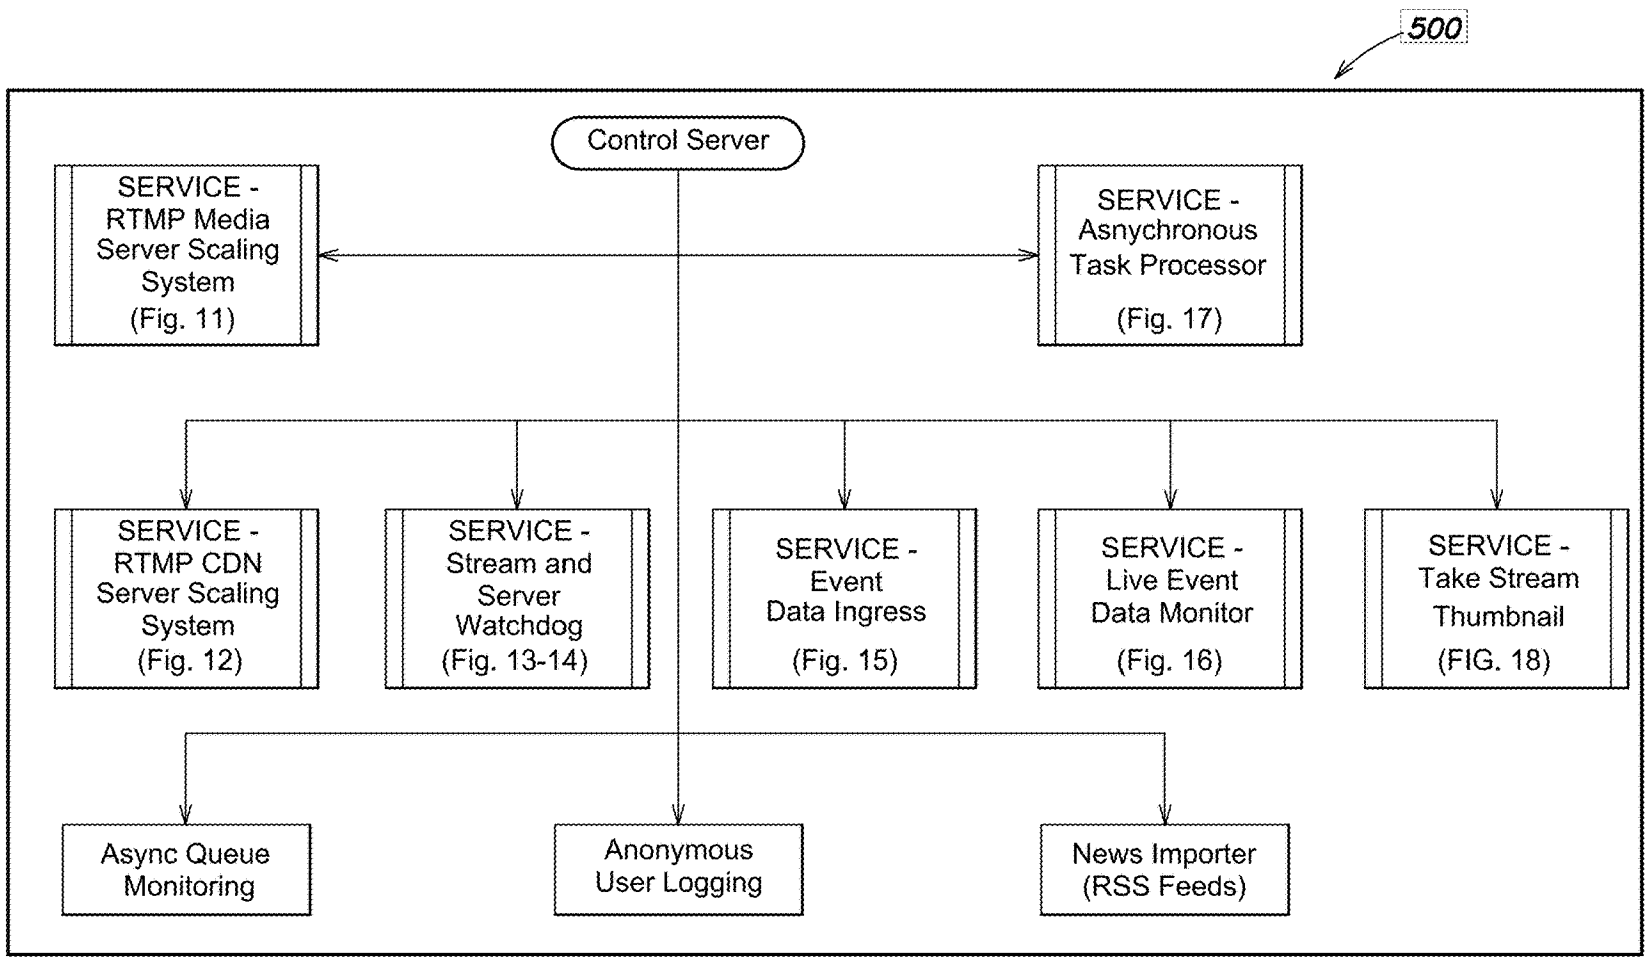 500
Control Server
SERVICE -
RTMP Media
Server Scaling
System
(Fig. 11)
SERVICE -
Asnychronous
Task Processor
(Fig. 17)
SERVICE -
RTMP CDN
Server Scaling
System
(Fig. 12)
SERVICE -
Stream and
Server
Watchdog
(Fig. 13-14)
SERVICE -
Event
Data Ingress
(Fig. 15)
SERVICE -
Live Event
Data Monitor
(Fig. 16)
SERVICE -
Take Stream
Thumbnail
(FIG. 18)
Async Queue
Monitoring
Anonymous
User Logging
News Importer
(RSS Feeds)